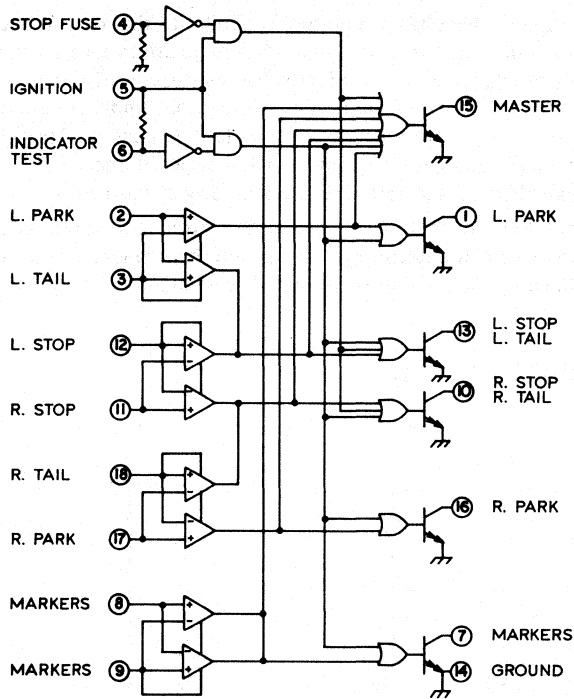 STOP FUSE 4
IGNITION 5
INDICATOR
TEST 6
15 MASTER
L. PARK 2
1 L. PARK
L. TAIL 3
L. STOP 12
13 L. STOP
L. TAIL
R. STOP 11
10 R. STOP
R. TAIL
R. TAIL 18
R. PARK 17
16 R. PARK
MARKERS 8
7 MARKERS
MARKERS 9
14 GROUND
+
-
-
+
+
-
-
+
+
-
-
+
+
-
-
+